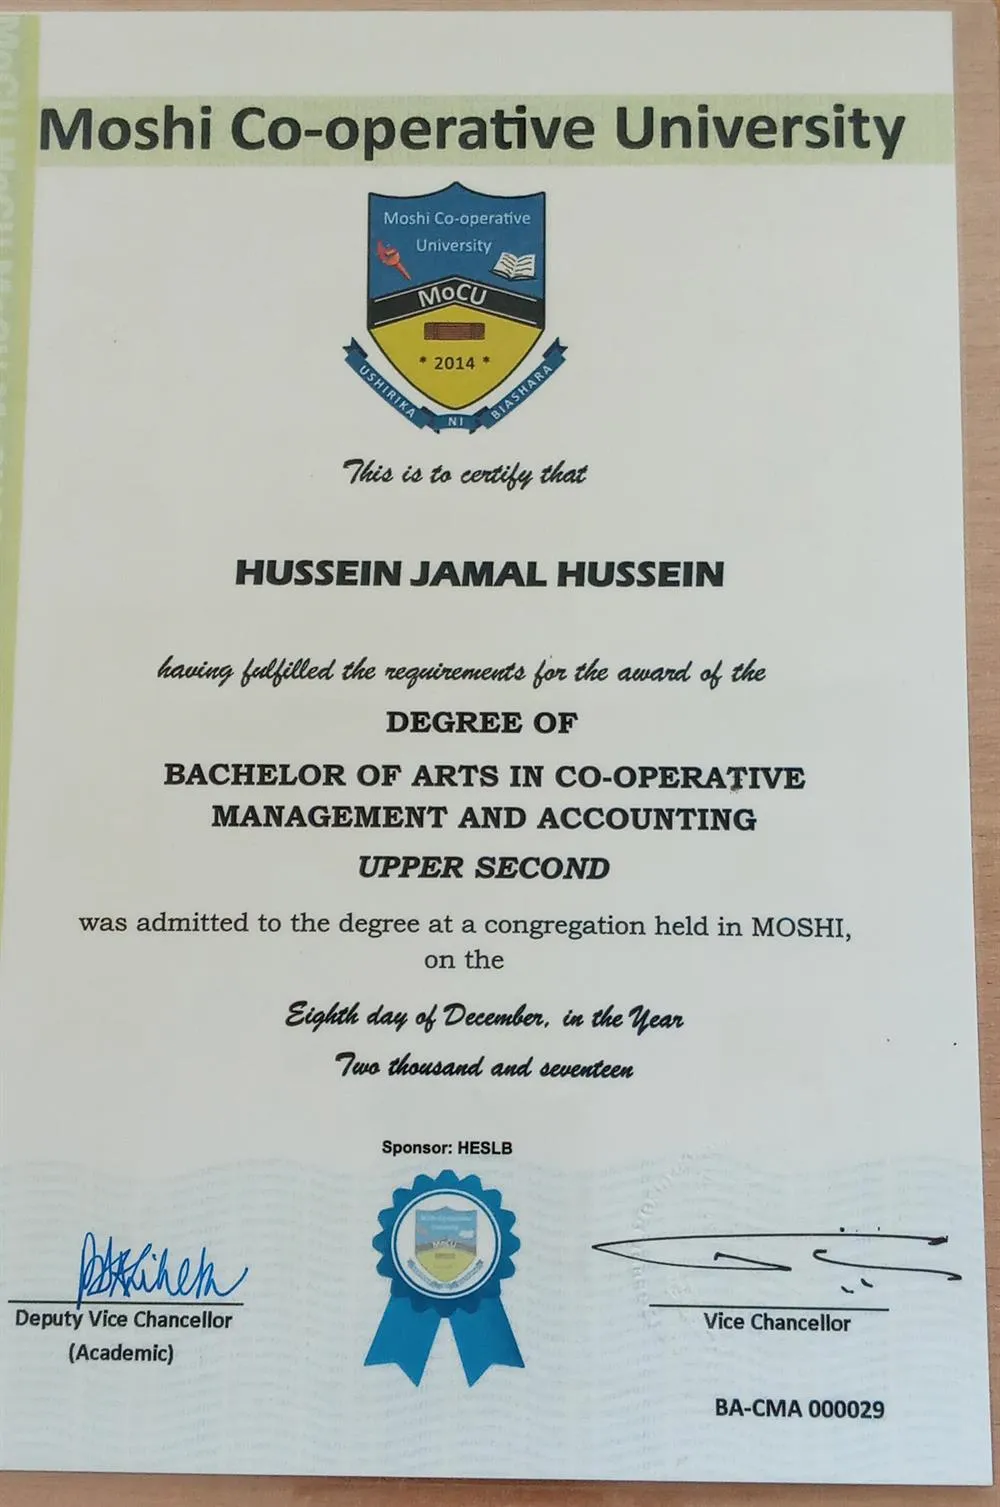 Moshi Co-operative University
Moshi Co-operative
University
MoCU
* 2014 *
USHIRIKA NI BIASHARA
This is to certify that
HUSSEIN JAMAL HUSSEIN
having fulfilled the requirements for the award of the
DEGREE OF
BACHELOR OF ARTS IN CO-OPERATIVE
MANAGEMENT AND ACCOUNTING
UPPER SECOND
was admitted to the degree at a congregation held in MOSHI,
on the
Eighth day of December, in the Year
Two thousand and seventeen
Sponsor: HESLB
MoCU
Deputy Vice Chancellor
(Academic)
Vice Chancellor
BA-CMA 000029